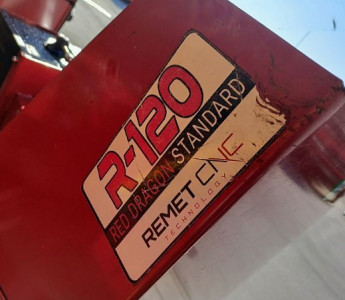 R-120
RED DRAGON STANDARD
REMET CNC
TECHNOLOGY